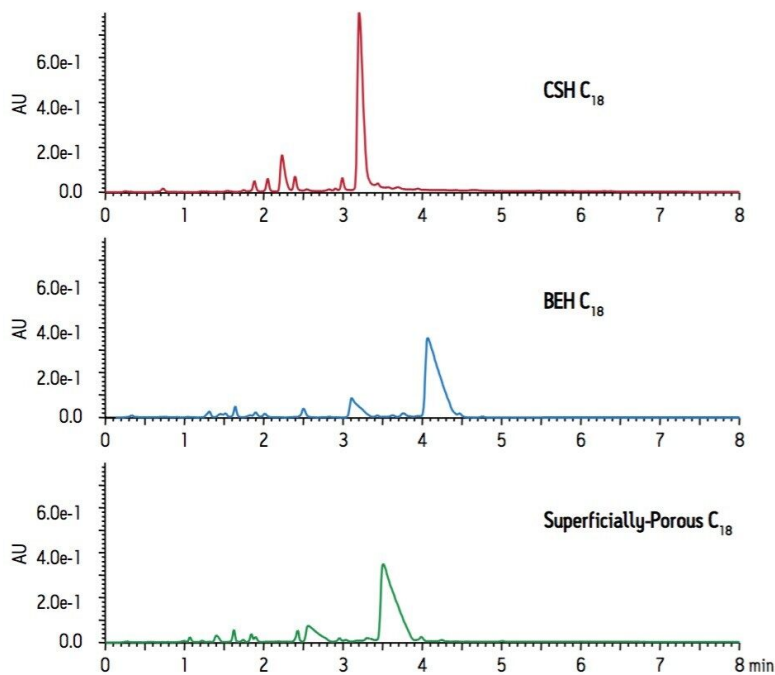 6.0e-1
CSH C₁₈
AU
4.0e-1
2.0e-1
0.0
0 1 2 3 4 5 6 7 8
6.0e-1
BEH C₁₈
AU
4.0e-1
2.0e-1
0.0
0 1 2 3 4 5 6 7 8
6.0e-1
Superficially-Porous C₁₈
AU
4.0e-1
2.0e-1
0.0
0 1 2 3 4 5 6 7 8 min